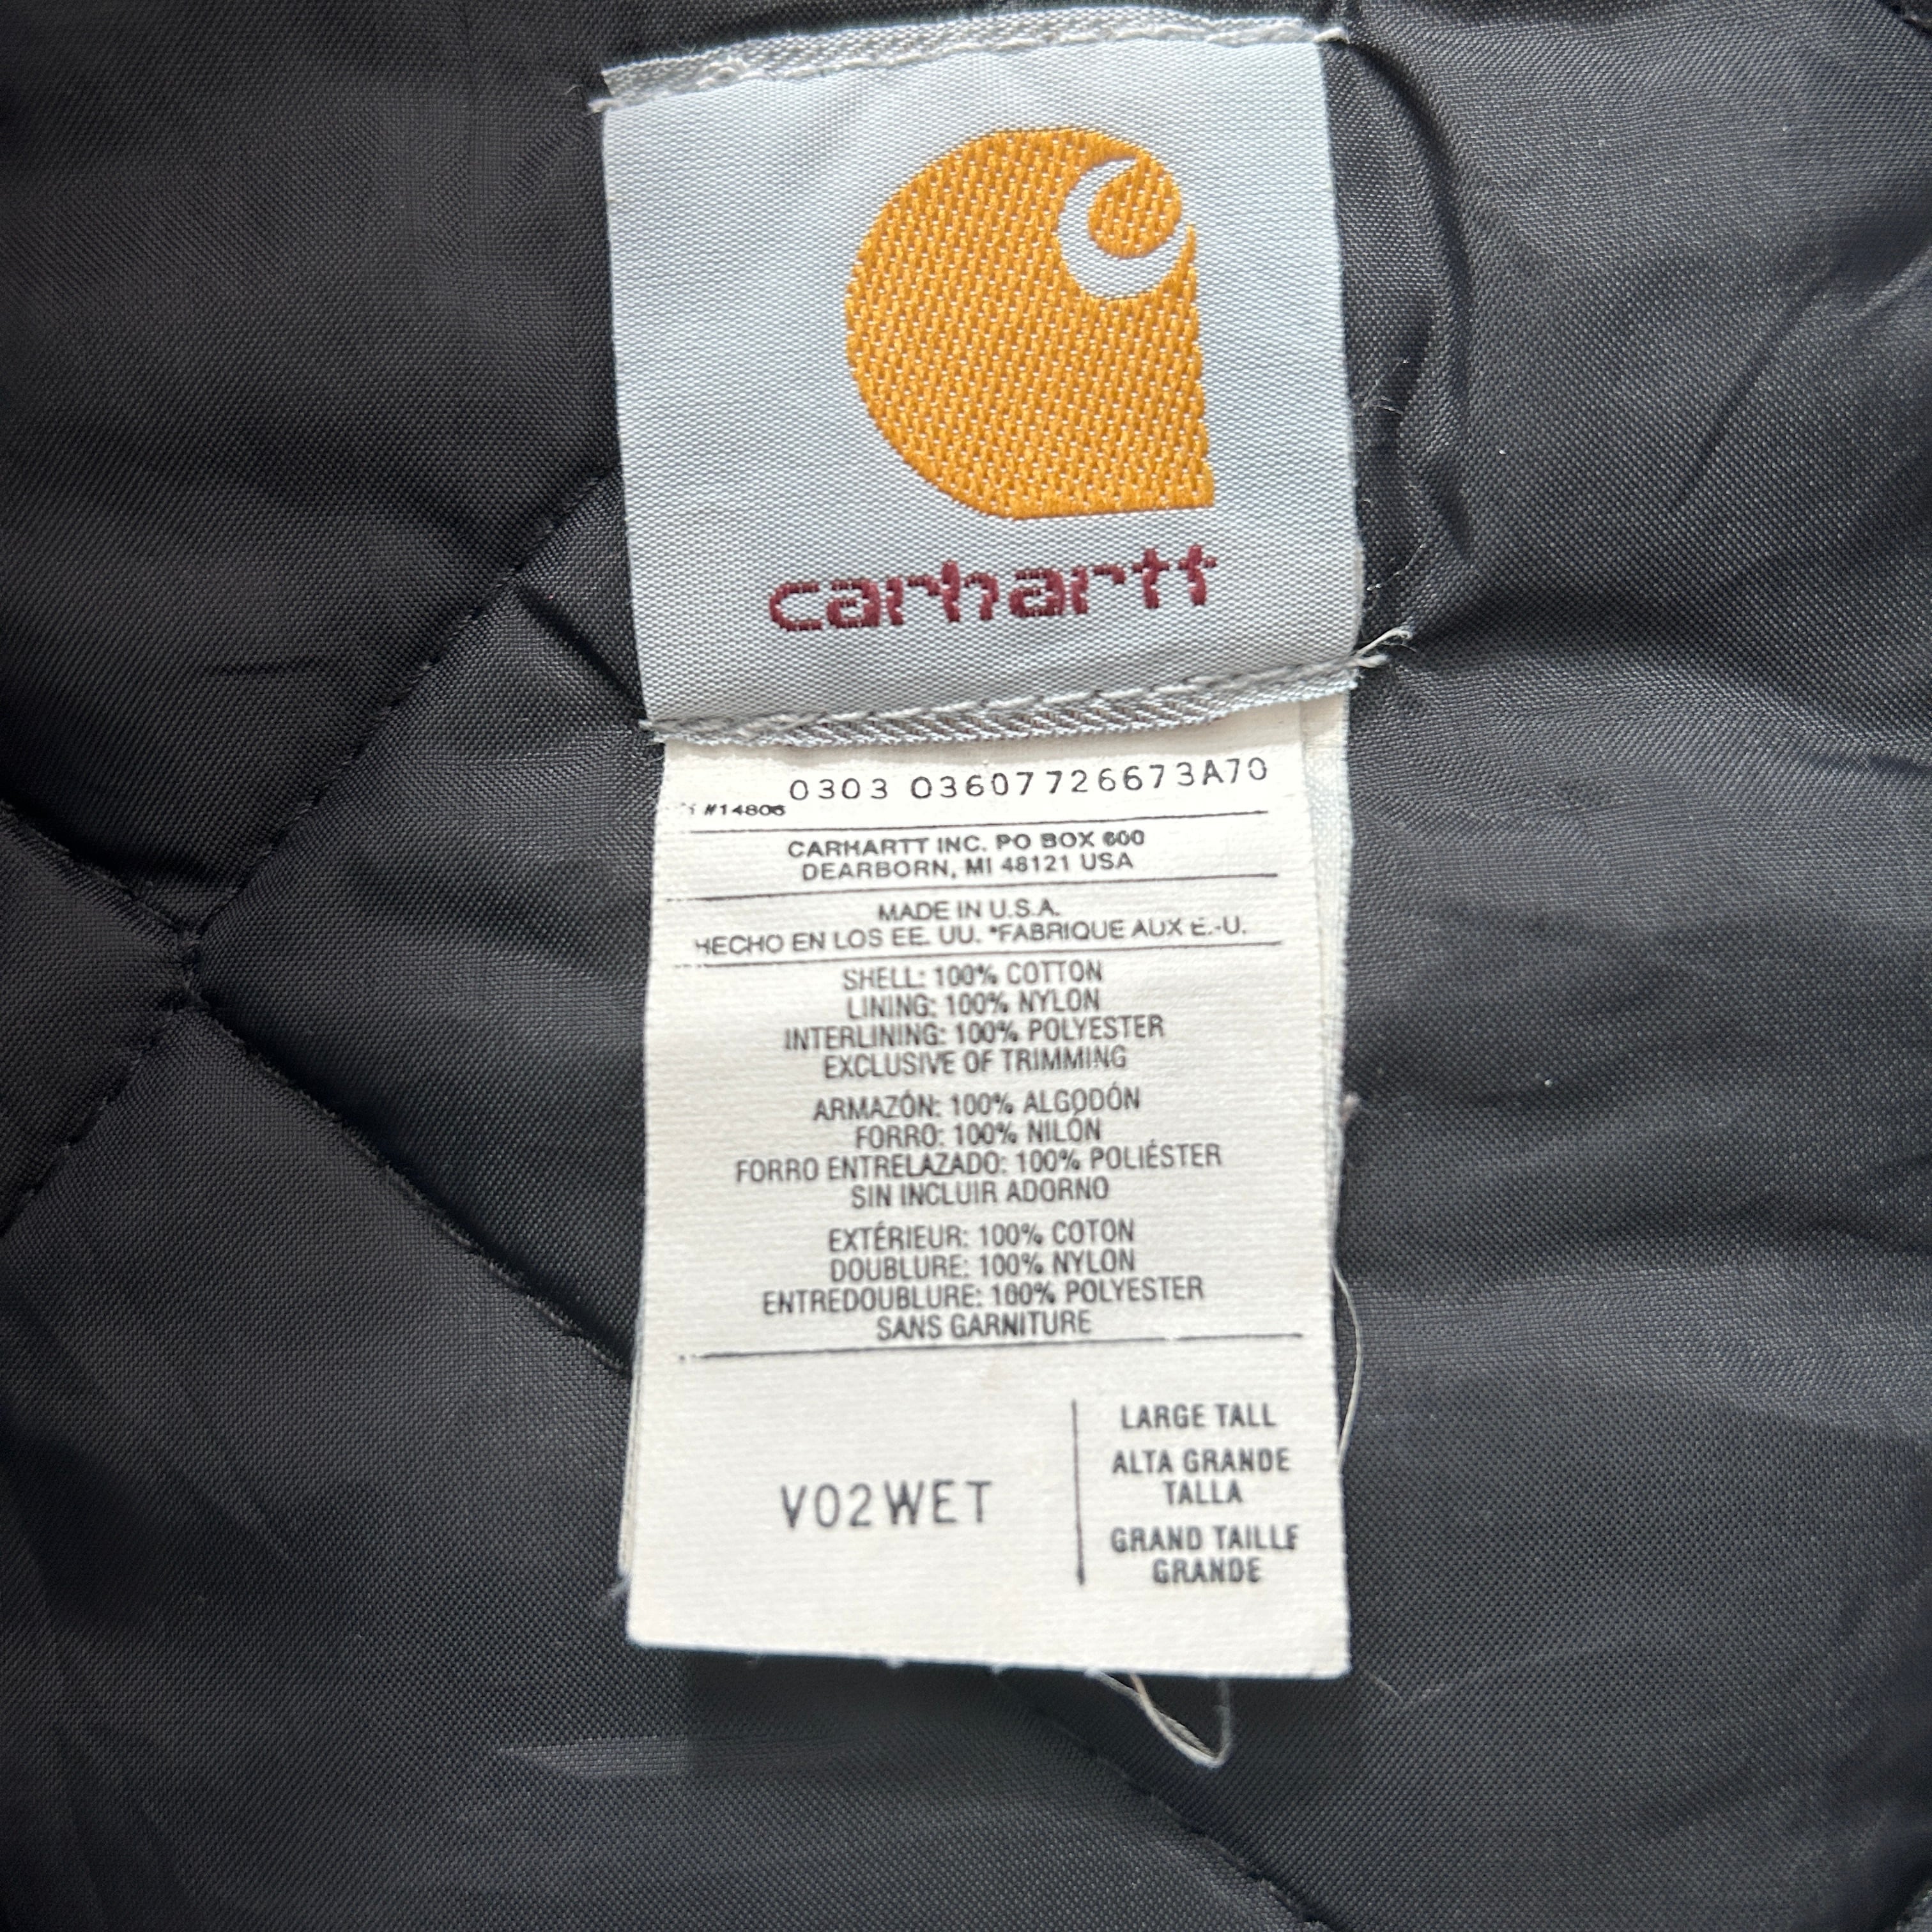 carhartt
0303 03607726673A70
#14806
CARHARTT INC. PO BOX 600
DEARBORN, MI 48121 USA
MADE IN U.S.A.
HECHO EN LOS EE. UU. *FABRIQUE AUX E.-U.
SHELL: 100% COTTON
LINING: 100% NYLON
INTERLINING: 100% POLYESTER
EXCLUSIVE OF TRIMMING
ARMAZÓN: 100% ALGODÓN
FORRO: 100% NILÓN
FORRO ENTRELAZADO: 100% POLIÉSTER
SIN INCLUIR ADORNO
EXTÉRIEUR: 100% COTON
DOUBLURE: 100% NYLON
ENTREDOUBLURE: 100% POLYESTER
SANS GARNITURE
V02WET
LARGE TALL
ALTA GRANDE
TALLA
GRAND TAILLE
GRANDE